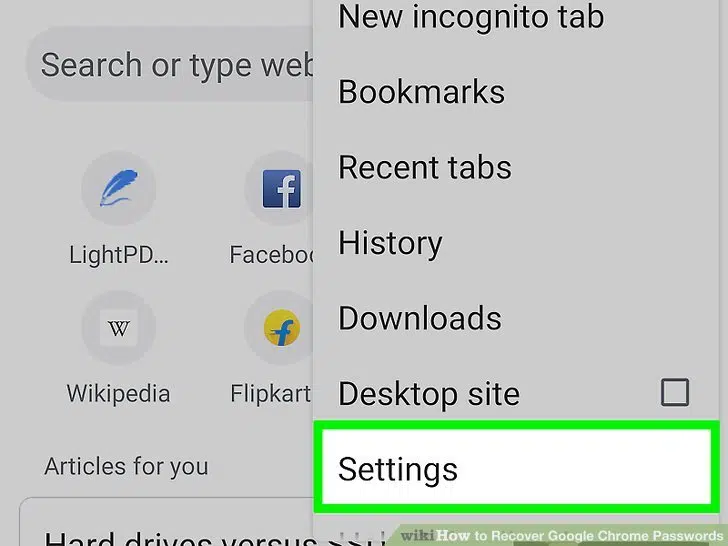 New incognito tab
Search or type web
Bookmarks
Recent tabs
LightPD...
Facebo
History
W
Wikipedia
f
Flipkart
Downloads
Desktop site
Articles for you
Settings
Hard drives versus SSD
wikiHow to Recover Google Chrome Passwords